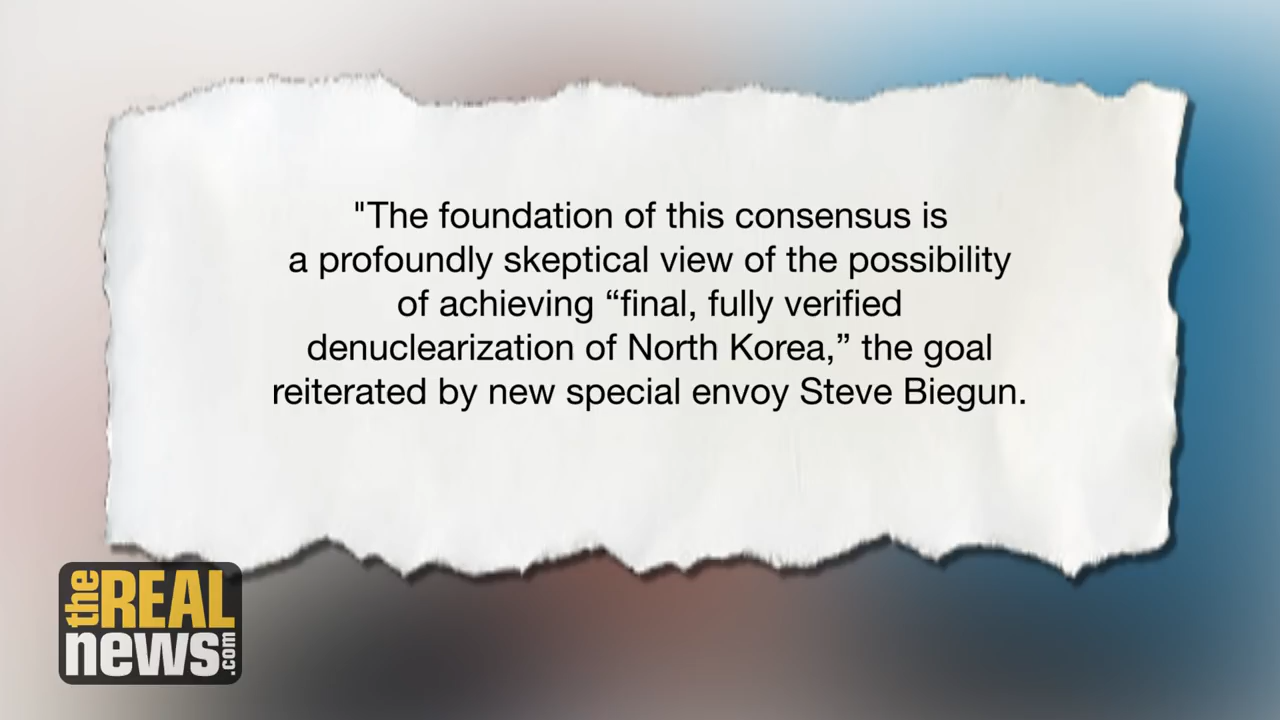 "The foundation of this consensus is
a profoundly skeptical view of the possibility
of achieving “final, fully verified
denuclearization of North Korea,” the goal
reiterated by new special envoy Steve Biegun.
the REAL
news.com